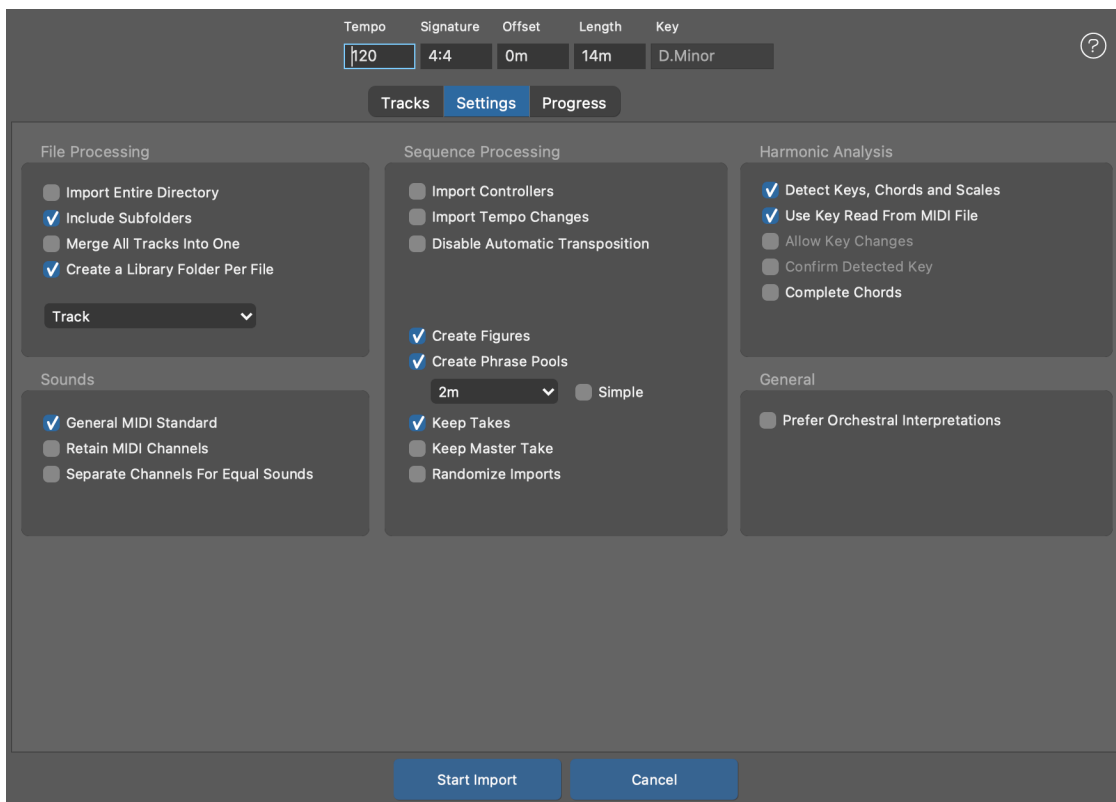 Tempo Signature Offset Length Key
120 4:4 0m 14m D.Minor
?
Tracks Settings Progress
File Processing
Import Entire Directory
Include Subfolders
Merge All Tracks Into One
Create a Library Folder Per File
Track
Sounds
General MIDI Standard
Retain MIDI Channels
Separate Channels For Equal Sounds
Sequence Processing
Import Controllers
Import Tempo Changes
Disable Automatic Transposition
Create Figures
Create Phrase Pools
2m Simple
Keep Takes
Keep Master Take
Randomize Imports
Harmonic Analysis
Detect Keys, Chords and Scales
Use Key Read From MIDI File
Allow Key Changes
Confirm Detected Key
Complete Chords
General
Prefer Orchestral Interpretations
Start Import Cancel